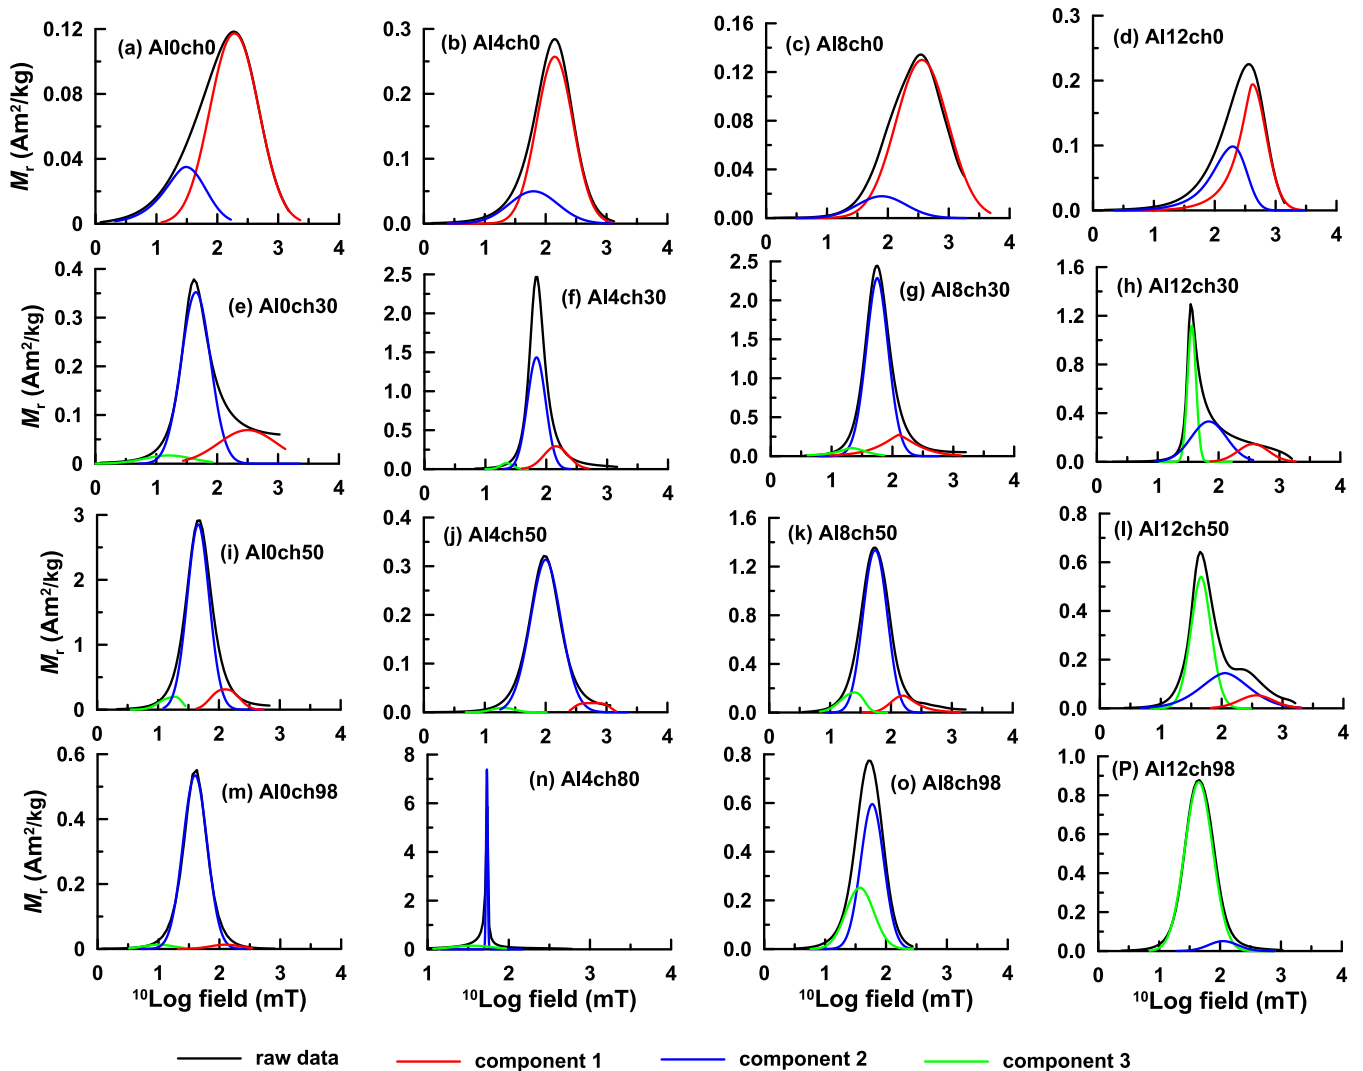 (a) Al0ch0
(b) Al4ch0
(c) Al8ch0
(d) Al12ch0
Mr (Am²/kg)
0.12
0.08
0.04
0
0 1 2 3 4
0.3
0.2
0.1
0.0
0 1 2 3 4
0.16
0.12
0.08
0.04
0.00
0 1 2 3 4
0.3
0.2
0.1
0.0
0 1 2 3 4
(e) Al0ch30
(f) Al4ch30
(g) Al8ch30
(h) Al12ch30
Mr (Am²/kg)
0.4
0.3
0.2
0.1
0
0 1 2 3 4
2.5
2.0
1.5
1.0
0.5
0.0
0 1 2 3 4
2.5
2.0
1.5
1.0
0.5
0.0
0 1 2 3 4
1.6
1.2
0.8
0.4
0.0
0 1 2 3 4
(i) Al0ch50
(j) Al4ch50
(k) Al8ch50
(l) Al12ch50
Mr (Am²/kg)
3
2
1
0
0 1 2 3 4
0.4
0.3
0.2
0.1
0.0
0 1 2 3 4
1.6
1.2
0.8
0.4
0.0
0 1 2 3 4
0.8
0.6
0.4
0.2
0.0
0 1 2 3 4
(m) Al0ch98
(n) Al4ch80
(o) Al8ch98
(P) Al12ch98
Mr (Am²/kg)
0.6
0.4
0.2
0
0 1 2 3 4
8
6
4
2
0
1 2 3 4
0.8
0.6
0.4
0.2
0.0
0 1 2 3 4
1.0
0.8
0.6
0.4
0.2
0.0
0 1 2 3 4
¹⁰Log field (mT)
¹⁰Log field (mT)
¹⁰Log field (mT)
¹⁰Log field (mT)
raw data component 1 component 2 component 3